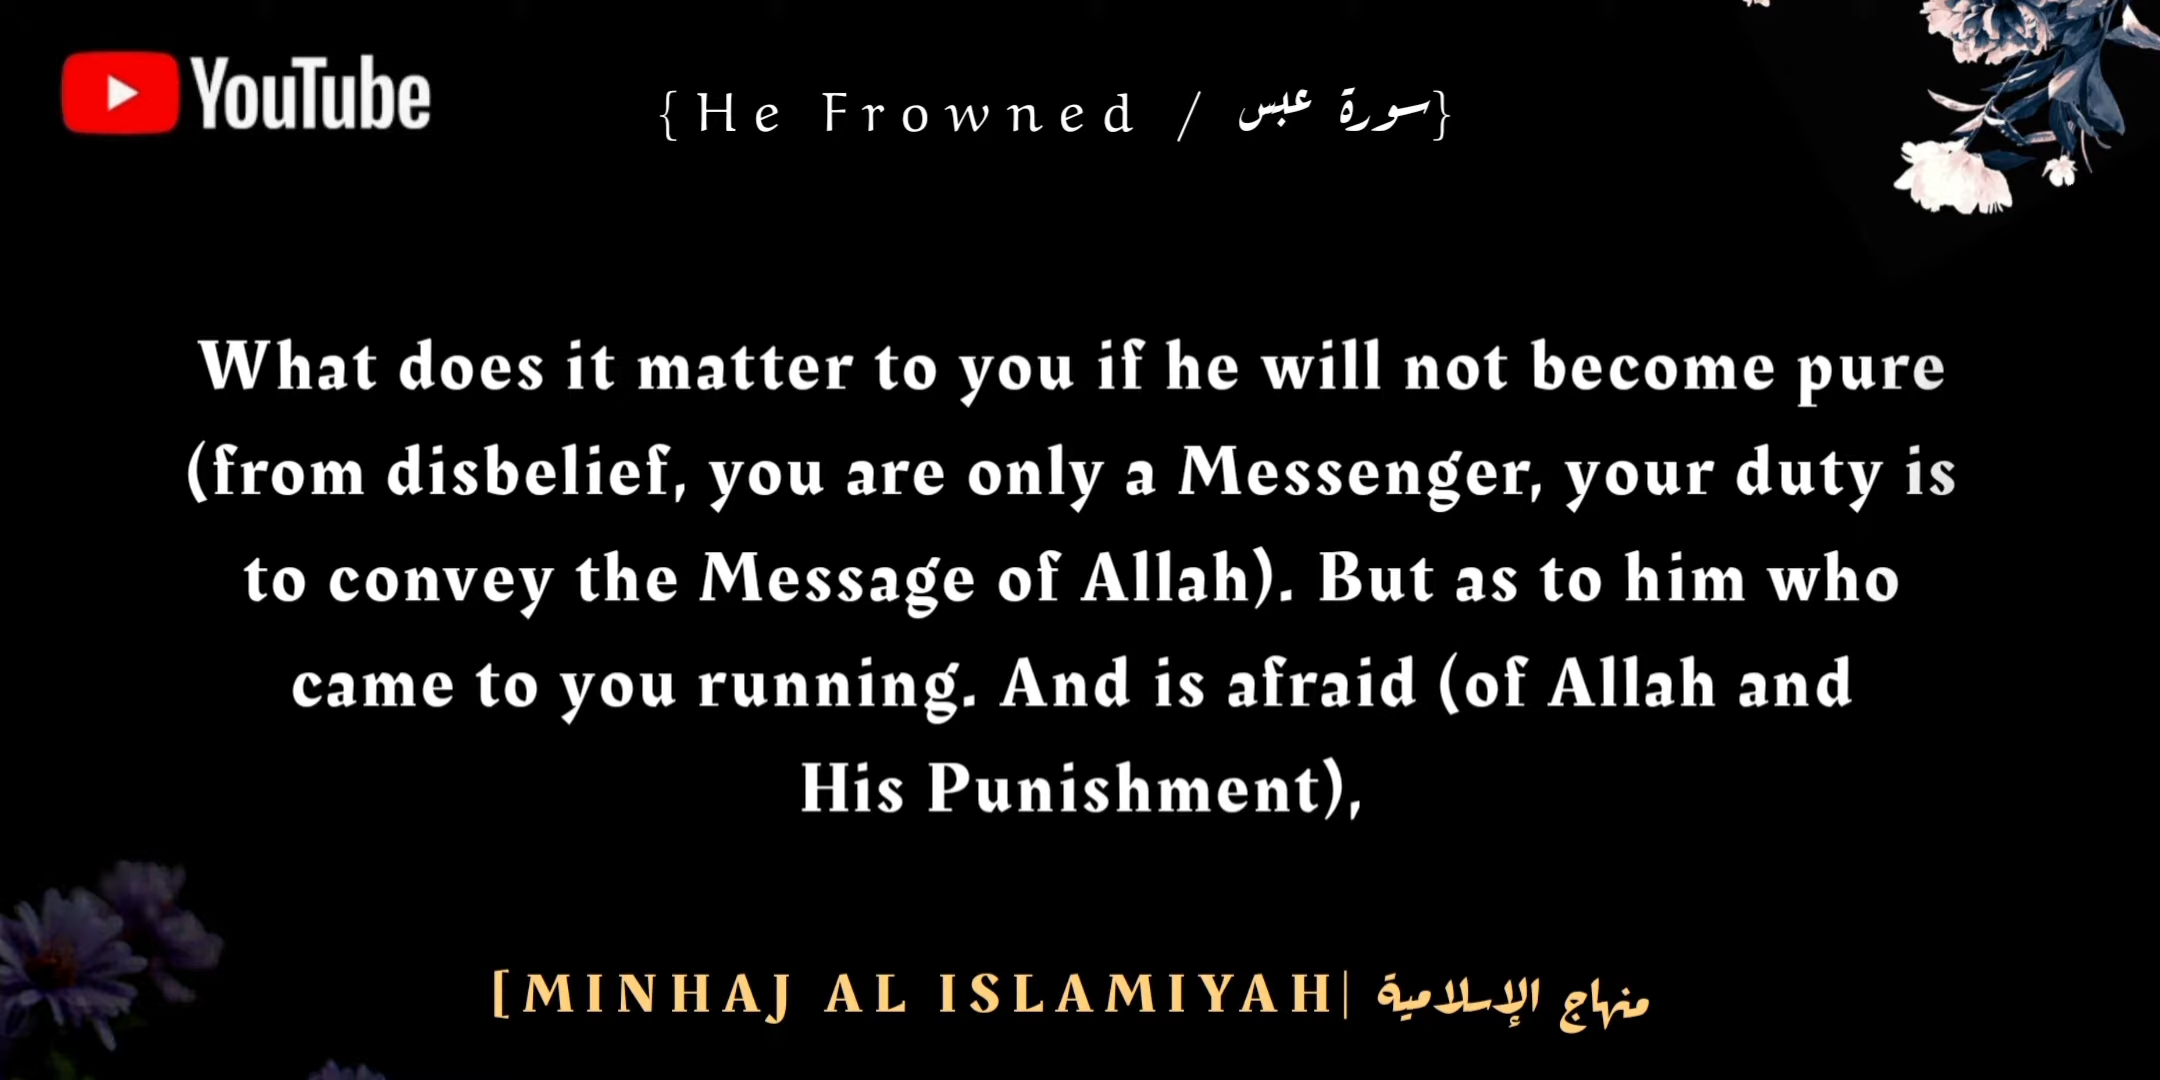 YouTube
{He Frowned / سورة عبس}
What does it matter to you if he will not become pure
(from disbelief, you are only a Messenger, your duty is
to convey the Message of Allah). But as to him who
came to you running. And is afraid (of Allah and
His Punishment),
[MINHAJ AL ISLAMIYAH| منهاج الإسلامية